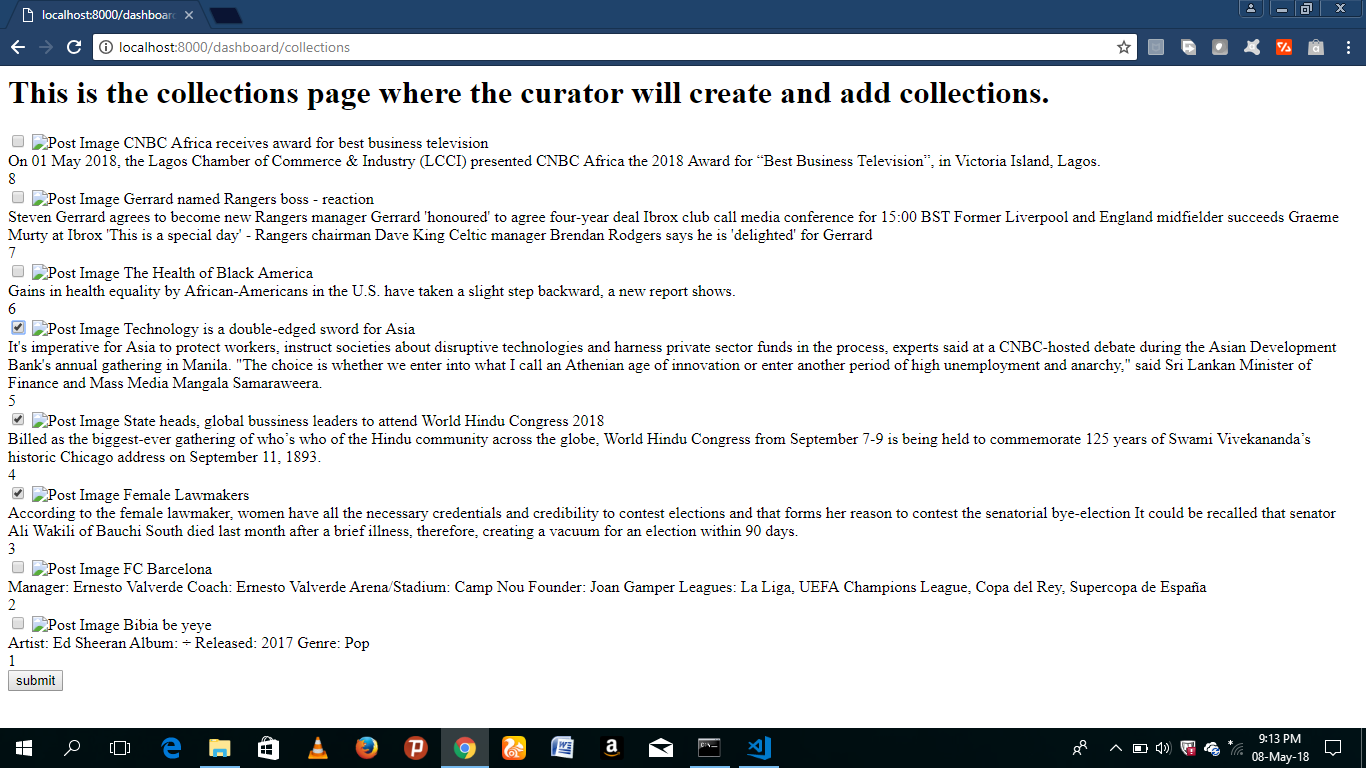 localhost:8000/dashboard
localhost:8000/dashboard/collections
This is the collections page where the curator will create and add collections.
Post Image CNBC Africa receives award for best business television
On 01 May 2018, the Lagos Chamber of Commerce & Industry (LCCI) presented CNBC Africa the 2018 Award for “Best Business Television”, in Victoria Island, Lagos.
8
Post Image Gerrard named Rangers boss - reaction
Steven Gerrard agrees to become new Rangers manager Gerrard 'honoured' to agree four-year deal Ibrox club call media conference for 15:00 BST Former Liverpool and England midfielder succeeds Graeme
Murty at Ibrox 'This is a special day' - Rangers chairman Dave King Celtic manager Brendan Rodgers says he is 'delighted' for Gerrard
7
Post Image The Health of Black America
Gains in health equality by African-Americans in the U.S. have taken a slight step backward, a new report shows.
6
Post Image Technology is a double-edged sword for Asia
It's imperative for Asia to protect workers, instruct societies about disruptive technologies and harness private sector funds in the process, experts said at a CNBC-hosted debate during the Asian Development
Bank's annual gathering in Manila. "The choice is whether we enter into what I call an Athenian age of innovation or enter another period of high unemployment and anarchy," said Sri Lankan Minister of
Finance and Mass Media Mangala Samaraweera.
5
Post Image State heads, global bussiness leaders to attend World Hindu Congress 2018
Billed as the biggest-ever gathering of who’s who of the Hindu community across the globe, World Hindu Congress from September 7-9 is being held to commemorate 125 years of Swami Vivekananda’s
historic Chicago address on September 11, 1893.
4
Post Image Female Lawmakers
According to the female lawmaker, women have all the necessary credentials and credibility to contest elections and that forms her reason to contest the senatorial bye-election It could be recalled that senator
Ali Wakili of Bauchi South died last month after a brief illness, therefore, creating a vacuum for an election within 90 days.
3
Post Image FC Barcelona
Manager: Ernesto Valverde Coach: Ernesto Valverde Arena/Stadium: Camp Nou Founder: Joan Gamper Leagues: La Liga, UEFA Champions League, Copa del Rey, Supercopa de España
2
Post Image Bibia be yeye
Artist: Ed Sheeran Album: ÷ Released: 2017 Genre: Pop
1
submit
9:13 PM
08-May-18